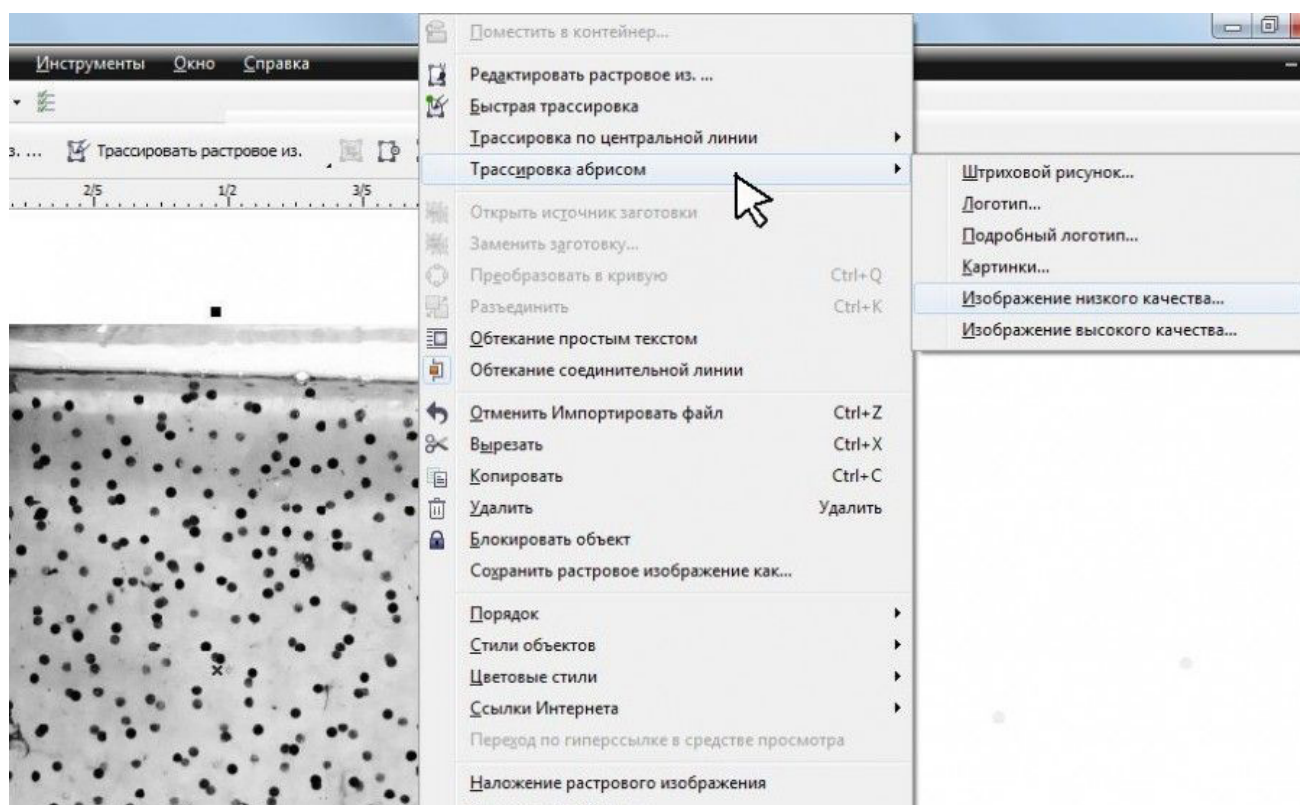 Инструменты Окно Справка
з. ... Трассировать растровое из.
2/5 1/2 3/5
Поместить в контейнер...
Редактировать растровое из. ...
Быстрая трассировка
Трассировка по центральной линии
Трассировка абрисом
Открыть источник заготовки
Заменить заготовку...
Преобразовать в кривую Ctrl+Q
Разъединить Ctrl+K
Обтекание простым текстом
Обтекание соединительной линии
Отменить Импортировать файл Ctrl+Z
Вырезать Ctrl+X
Копировать Ctrl+C
Удалить Удалить
Блокировать объект
Сохранить растровое изображение как...
Порядок
Стили объектов
Цветовые стили
Ссылки Интернета
Переход по гиперссылке в средстве просмотра
Наложение растрового изображения
Штриховой рисунок...
Логотип...
Подробный логотип...
Картинки...
Изображение низкого качества...
Изображение высокого качества...